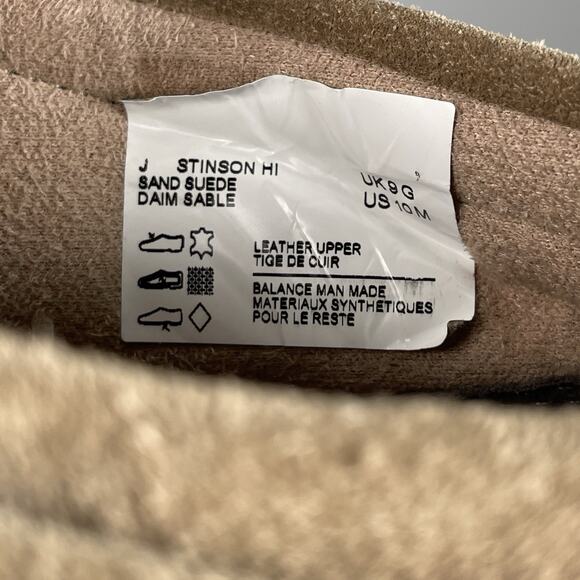 J STINSON HI
SAND SUEDE
DAIM SABLE
9
UK 9 G
US 10 M
LEATHER UPPER
TIGE DE CUIR
BALANCE MAN MADE
MATERIAUX SYNTHETIQUES
POUR LE RESTE